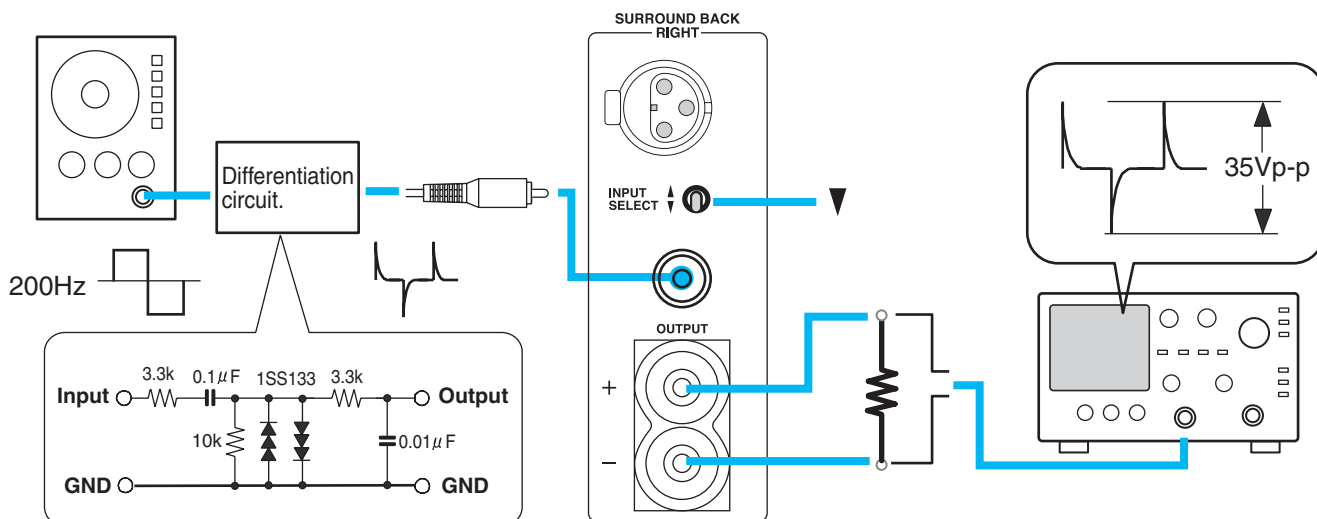 SURROUND BACK
RIGHT
Differentiation
circuit.
INPUT
SELECT
35Vp-p
200Hz
OUTPUT
+
−
3.3k
0.1μF
1SS133
3.3k
Input
Output
10k
0.01μF
GND
GND